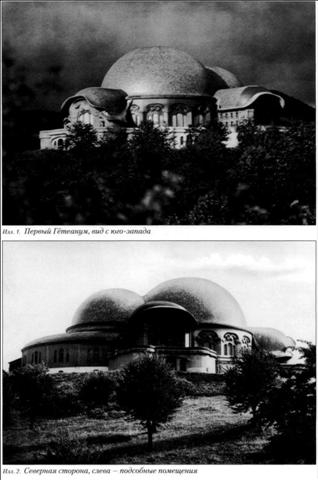 Илл. 1. Первый Гётеанум, вид с юго-запада
Илл. 2. Северная сторона, слева – подсобные помещения